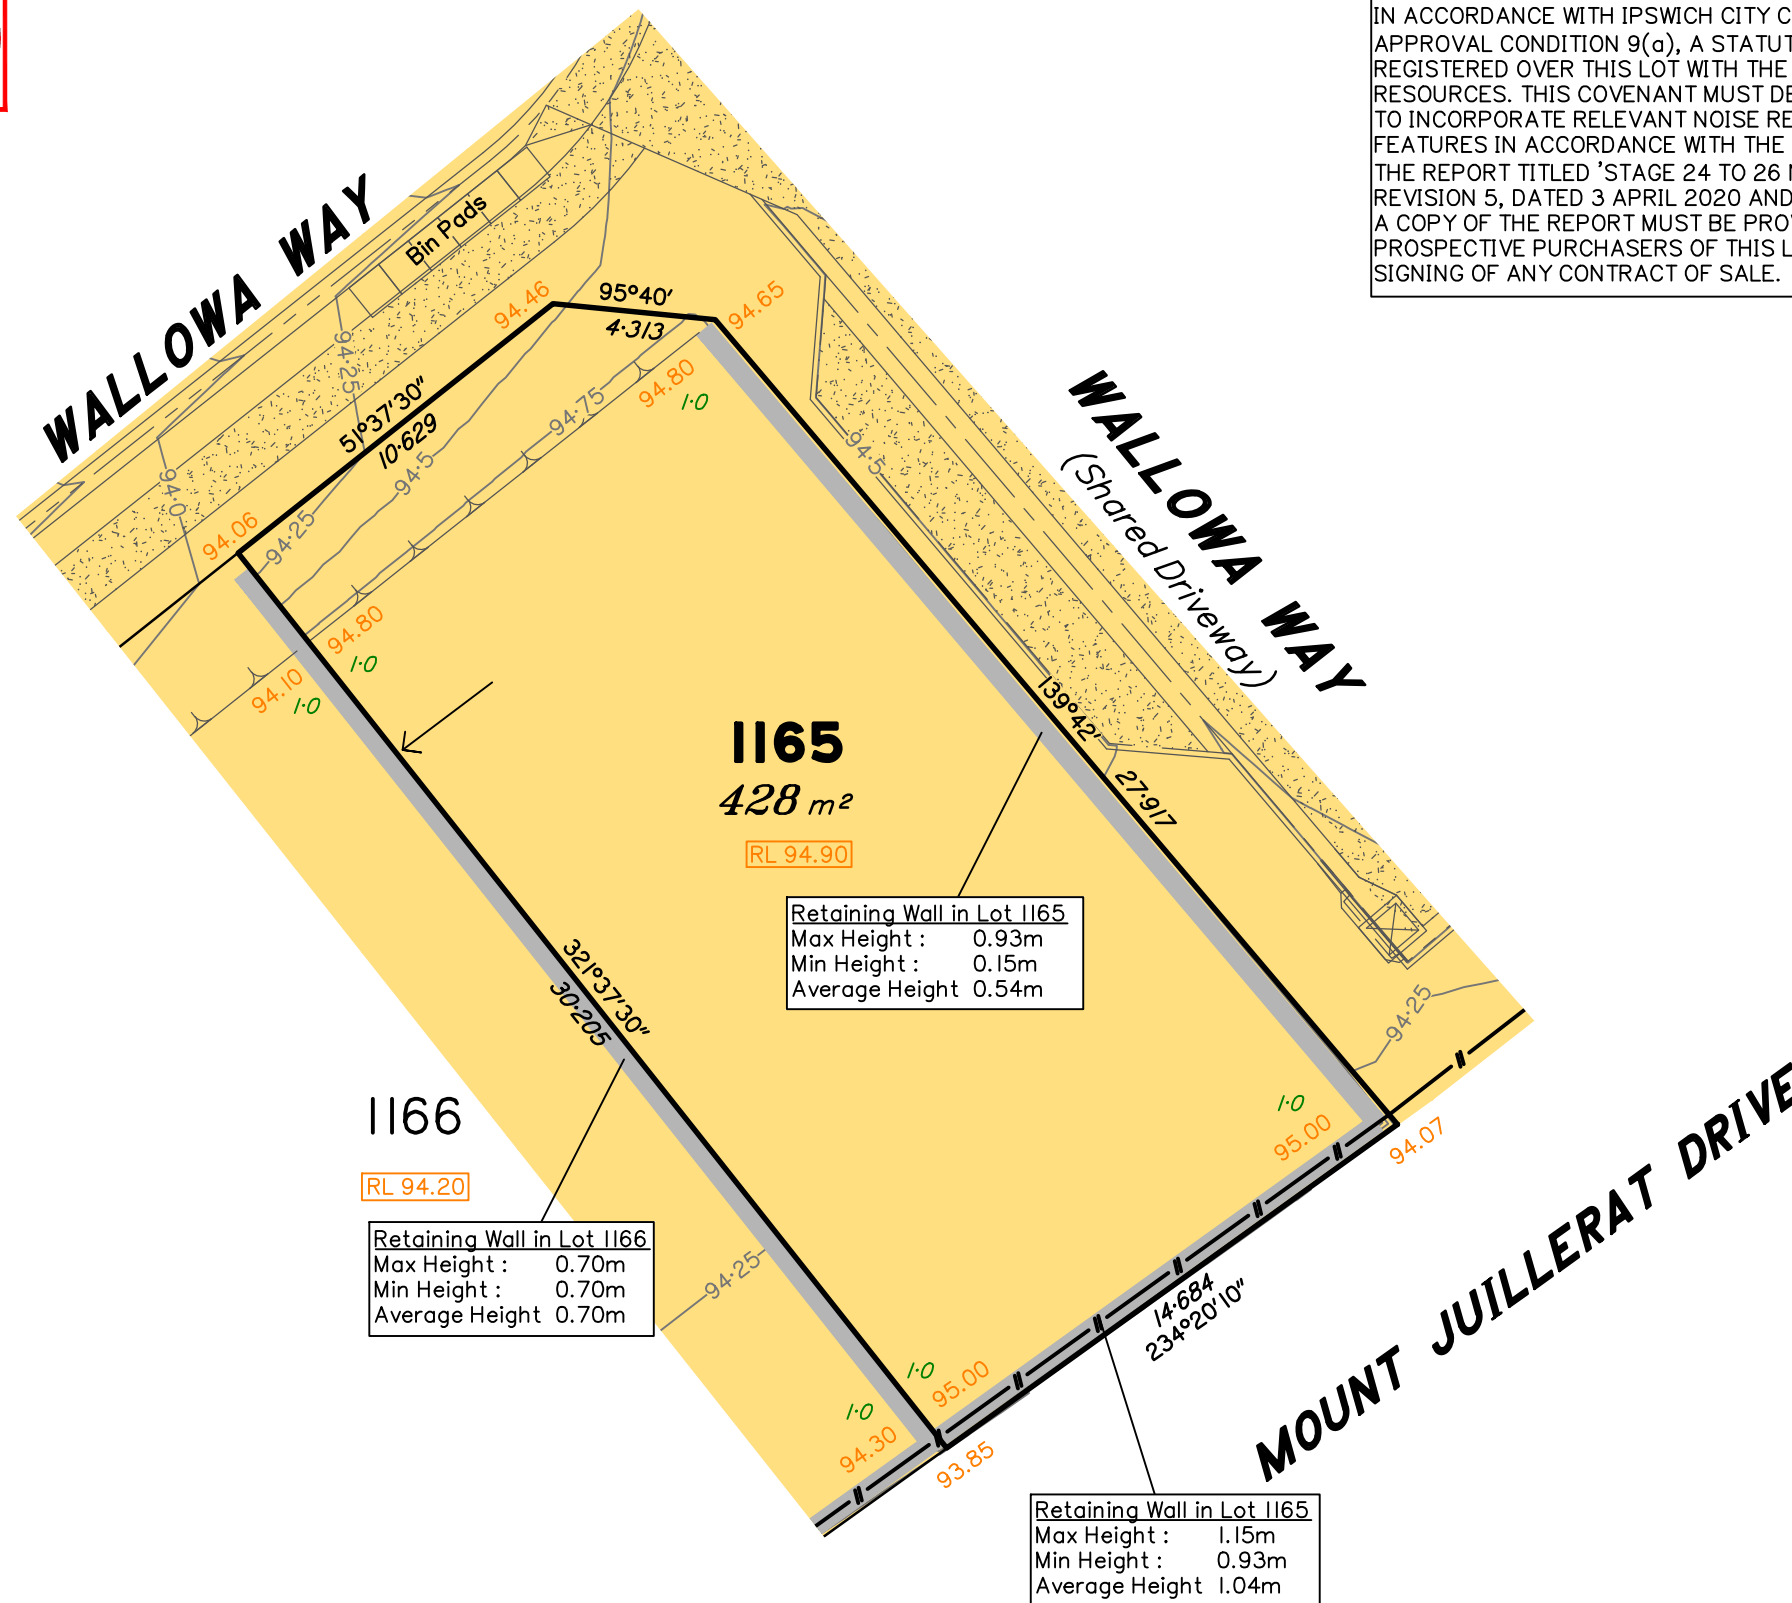 IN ACCORDANCE WITH IPSWICH CITY C
APPROVAL CONDITION 9(a), A STATUT
REGISTERED OVER THIS LOT WITH THE
RESOURCES. THIS COVENANT MUST DE
TO INCORPORATE RELEVANT NOISE RE
FEATURES IN ACCORDANCE WITH THE
THE REPORT TITLED 'STAGE 24 TO 26
REVISION 5, DATED 3 APRIL 2020 AND
A COPY OF THE REPORT MUST BE PRO
PROSPECTIVE PURCHASERS OF THIS L
SIGNING OF ANY CONTRACT OF SALE.
WALLOWA WAY
Bin Pads
94.46
95°40'
4·313
94.65
94·25
94.80
1·0
51°37'30"
10·629
94·75
94·5
94·0
94.06
94·25
94·5
WALLOWA WAY
(Shared Driveway)
94.80
1·0
94.10
1·0
1165
428 m²
RL 94.90
139°42'
27·917
Retaining Wall in Lot 1165
Max Height : 0.93m
Min Height : 0.15m
Average Height 0.54m
321°37'30"
30·205
94·25
1166
RL 94.20
Retaining Wall in Lot 1166
Max Height : 0.70m
Min Height : 0.70m
Average Height 0.70m
94·25
1·0
95.00
94.07
14·684
234°20'10"
MOUNT JUILLERAT DRIVE
1·0
95.00
1·0
94.30
93.85
Retaining Wall in Lot 1165
Max Height : 1.15m
Min Height : 0.93m
Average Height 1.04m